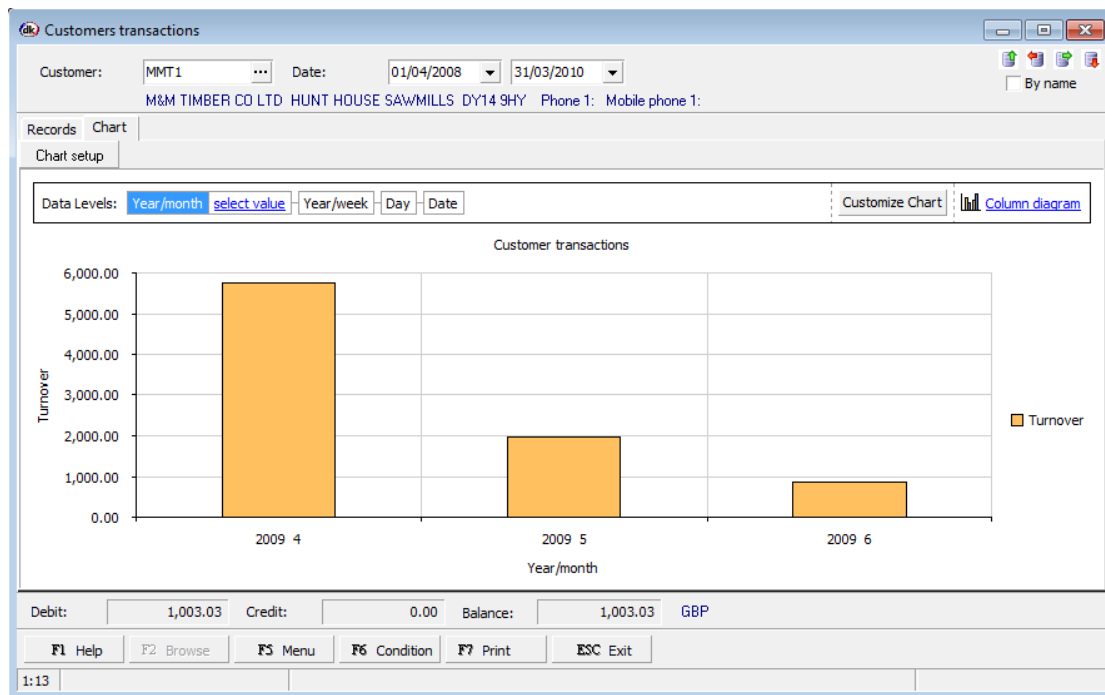 dk Customers transactions
Customer: MMT1 ... Date: 01/04/2008 31/03/2010
By name
M&M TIMBER CO LTD HUNT HOUSE SAWMILLS DY14 9HY Phone 1: Mobile phone 1:
Records Chart
Chart setup
Data Levels: Year/month select value Year/week Day Date Customize Chart Column diagram
Customer transactions
6,000.00
5,000.00
4,000.00
3,000.00
2,000.00
1,000.00
0.00
Turnover
Turnover
2009 4 2009 5 2009 6
Year/month
Debit: 1,003.03 Credit: 0.00 Balance: 1,003.03 GBP
F1 Help F2 Browse F5 Menu F6 Condition F7 Print ESC Exit
1:13